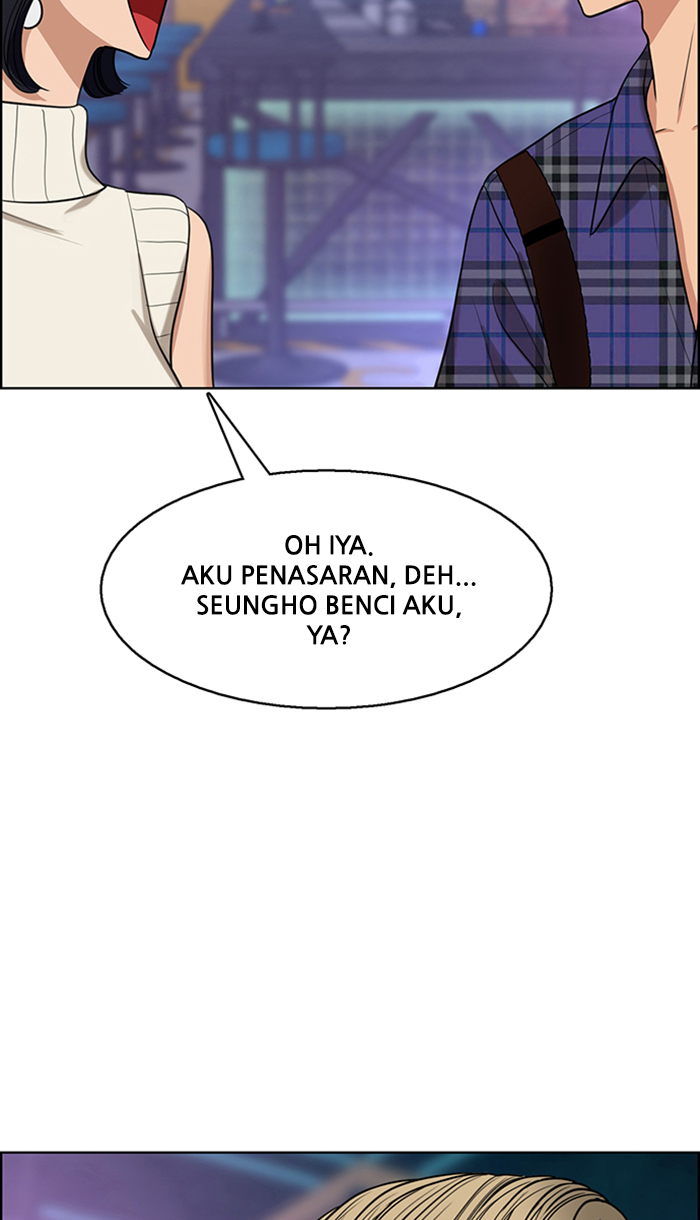 OH IYA.
AKU PENASARAN, DEH...
SEUNGHO BENCI AKU,
YA?